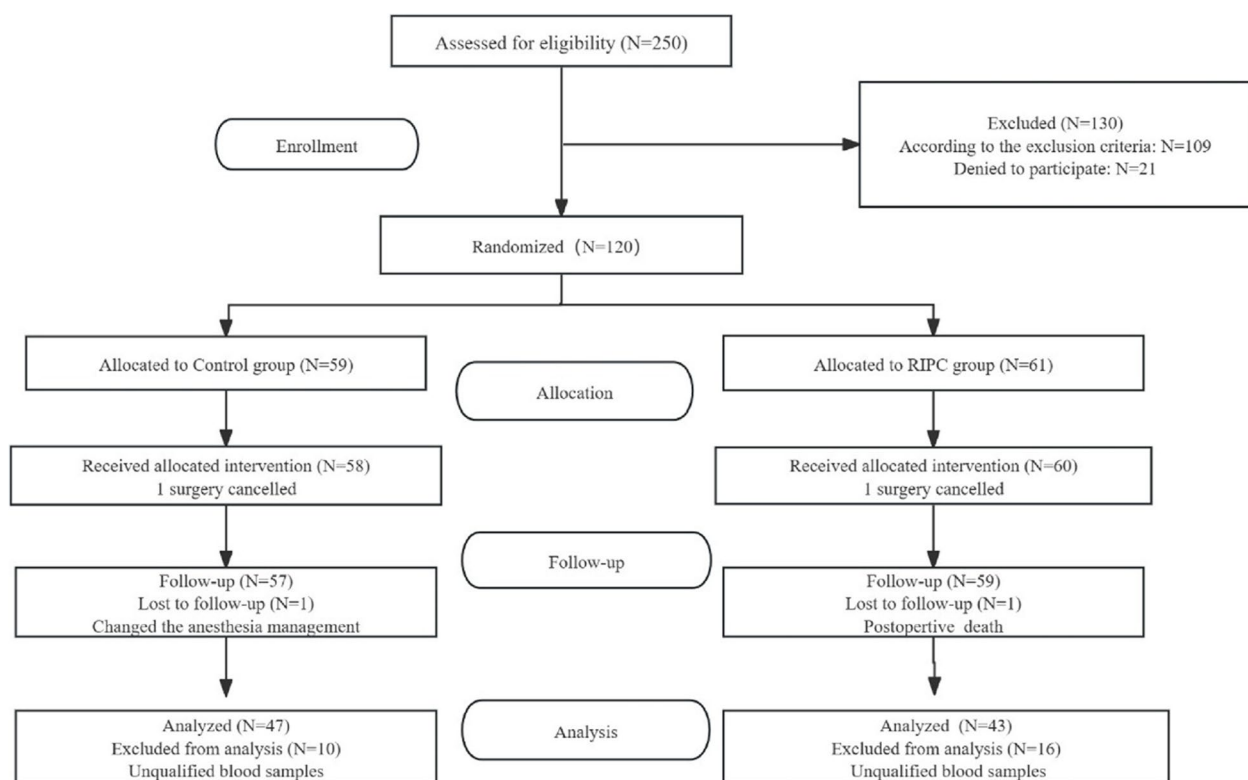 Assessed for eligibility (N=250)
Excluded (N=130)
According to the exclusion criteria: N=109
Denied to participate: N=21
Enrollment
Randomized (N=120)
Allocated to Control group (N=59)
Allocated to RIPC group (N=61)
Allocation
Received allocated intervention (N=58)
1 surgery cancelled
Received allocated intervention (N=60)
1 surgery cancelled
Follow-up
Follow-up (N=57)
Lost to follow-up (N=1)
Changed the anesthesia management
Follow-up (N=59)
Lost to follow-up (N=1)
Postopertive death
Analysis
Analyzed (N=47)
Excluded from analysis (N=10)
Unqualified blood samples
Analyzed (N=43)
Excluded from analysis (N=16)
Unqualified blood samples